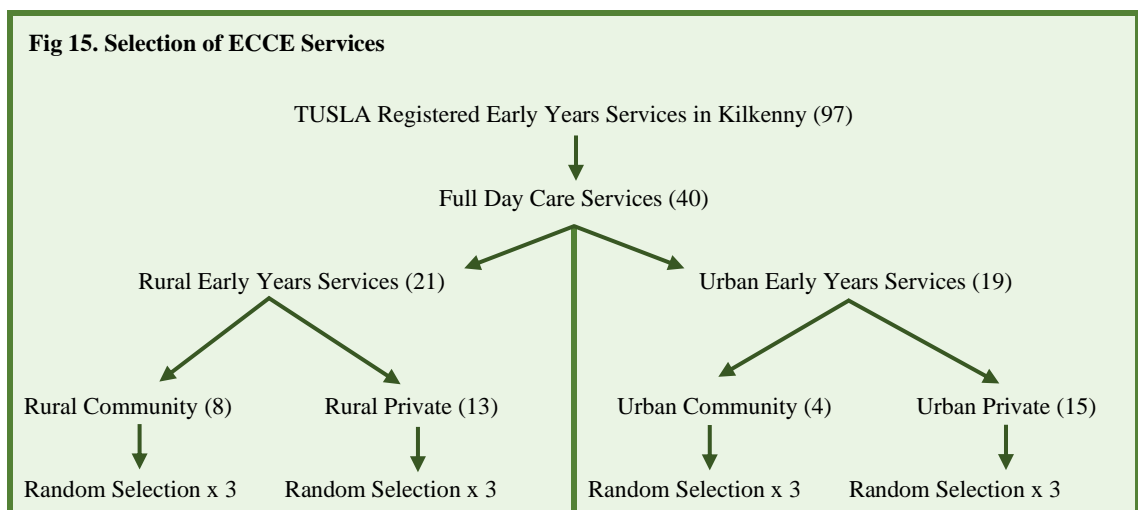 Fig 15. Selection of ECCE Services
TUSLA Registered Early Years Services in Kilkenny (97)
Full Day Care Services (40)
Rural Early Years Services (21) Urban Early Years Services (19)
Rural Community (8) Rural Private (13) Urban Community (4) Urban Private (15)
Random Selection x 3 Random Selection x 3 Random Selection x 3 Random Selection x 3